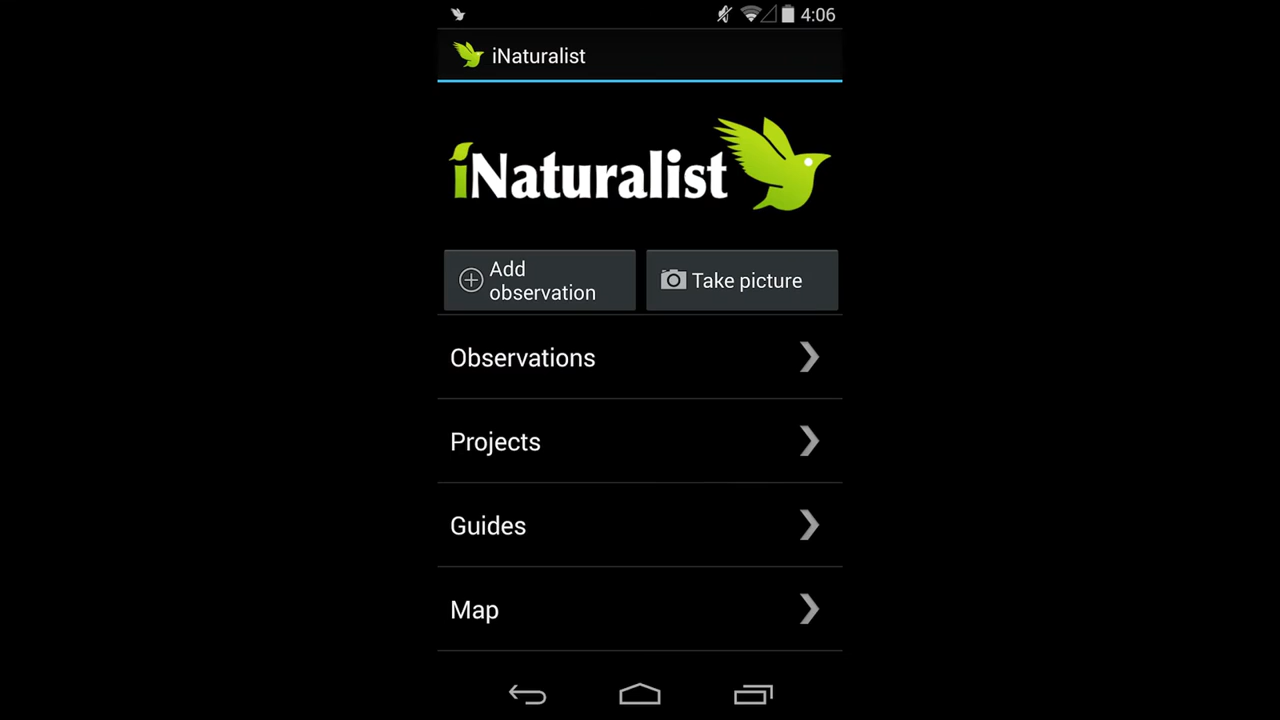 4:06
iNaturalist
iNaturalist
Add
observation
Take picture
Observations
Projects
Guides
Map